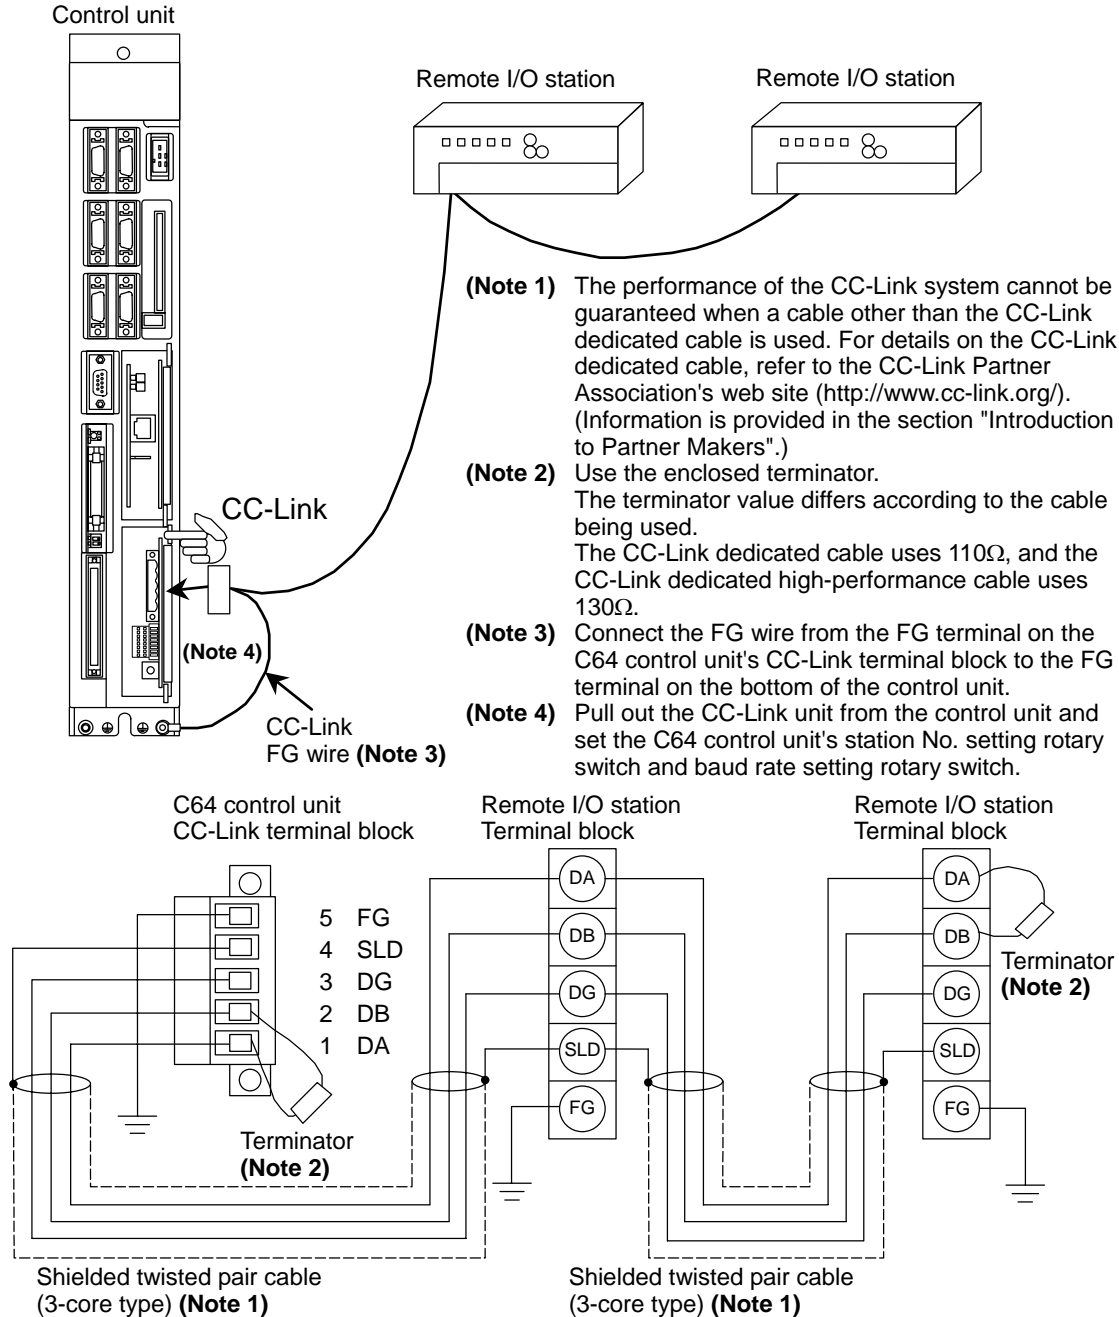 Control unit
Remote I/O station
Remote I/O station
(Note 1) The performance of the CC-Link system cannot be
guaranteed when a cable other than the CC-Link
dedicated cable is used. For details on the CC-Link
dedicated cable, refer to the CC-Link Partner
Association's web site (http://www.cc-link.org/).
(Information is provided in the section "Introduction
to Partner Makers".)
(Note 2) Use the enclosed terminator.
The terminator value differs according to the cable
being used.
The CC-Link dedicated cable uses 110Ω, and the
CC-Link dedicated high-performance cable uses
130Ω.
(Note 3) Connect the FG wire from the FG terminal on the
C64 control unit's CC-Link terminal block to the FG
terminal on the bottom of the control unit.
(Note 4) Pull out the CC-Link unit from the control unit and
set the C64 control unit's station No. setting rotary
switch and baud rate setting rotary switch.
CC-Link
(Note 4)
CC-Link
FG wire (Note 3)
C64 control unit
CC-Link terminal block
5 FG
4 SLD
3 DG
2 DB
1 DA
Terminator
(Note 2)
Remote I/O station
Terminal block
DA
DB
DG
SLD
FG
Remote I/O station
Terminal block
DA
DB
DG
SLD
FG
Terminator
(Note 2)
Shielded twisted pair cable
(3-core type) (Note 1)
Shielded twisted pair cable
(3-core type) (Note 1)